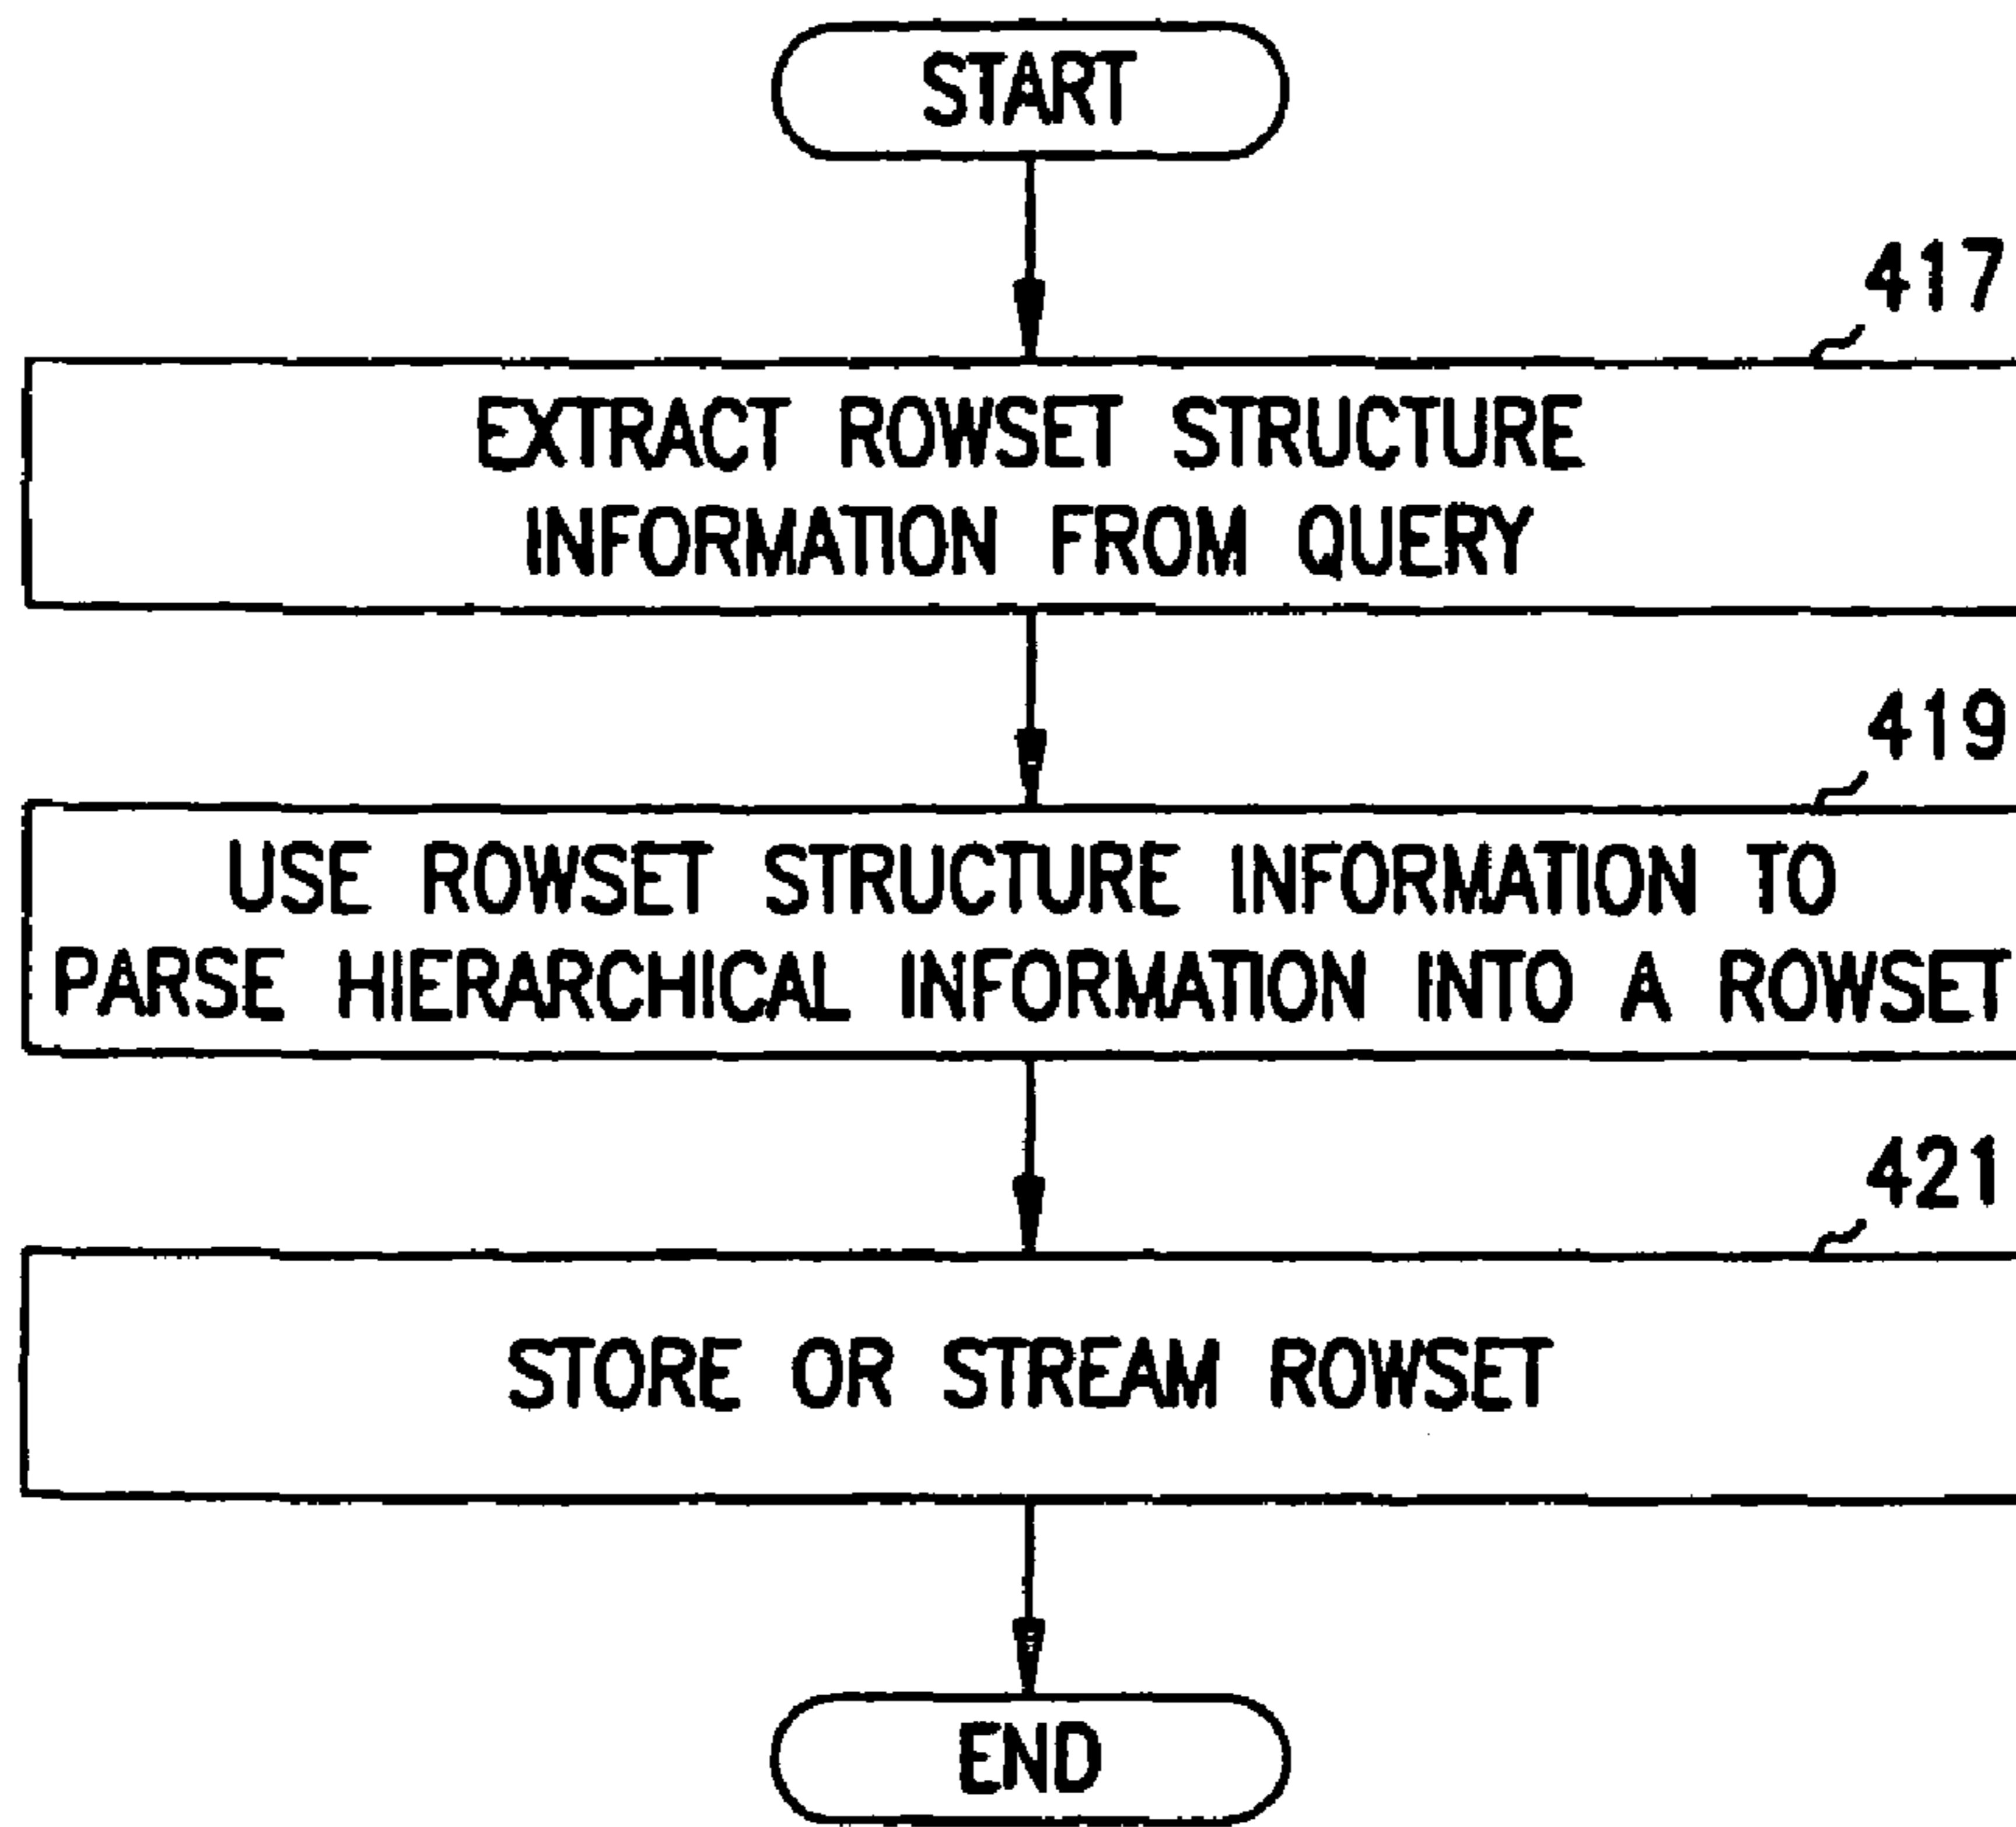 START
417
EXTRACT ROWSET STRUCTURE
INFORMATION FROM QUERY
419
USE ROWSET STRUCTURE INFORMATION TO
PARSE HIERARCHICAL INFORMATION INTO A ROWSET
421
STORE OR STREAM ROWSET
END